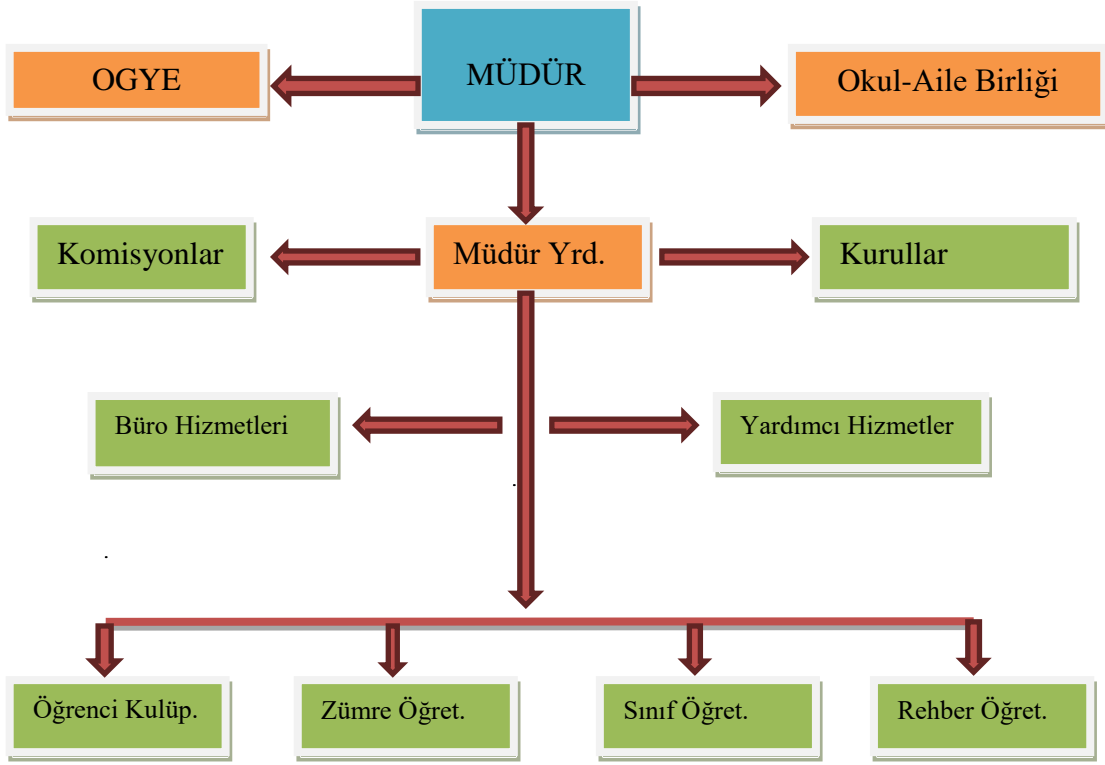 OGYE
MÜDÜR
Okul-Aile Birliği
Komisyonlar
Müdür Yrd.
Kurullar
Büro Hizmetleri
Yardımcı Hizmetler
.
.
Öğrenci Kulüp.
Zümre Öğret.
Sınıf Öğret.
Rehber Öğret.